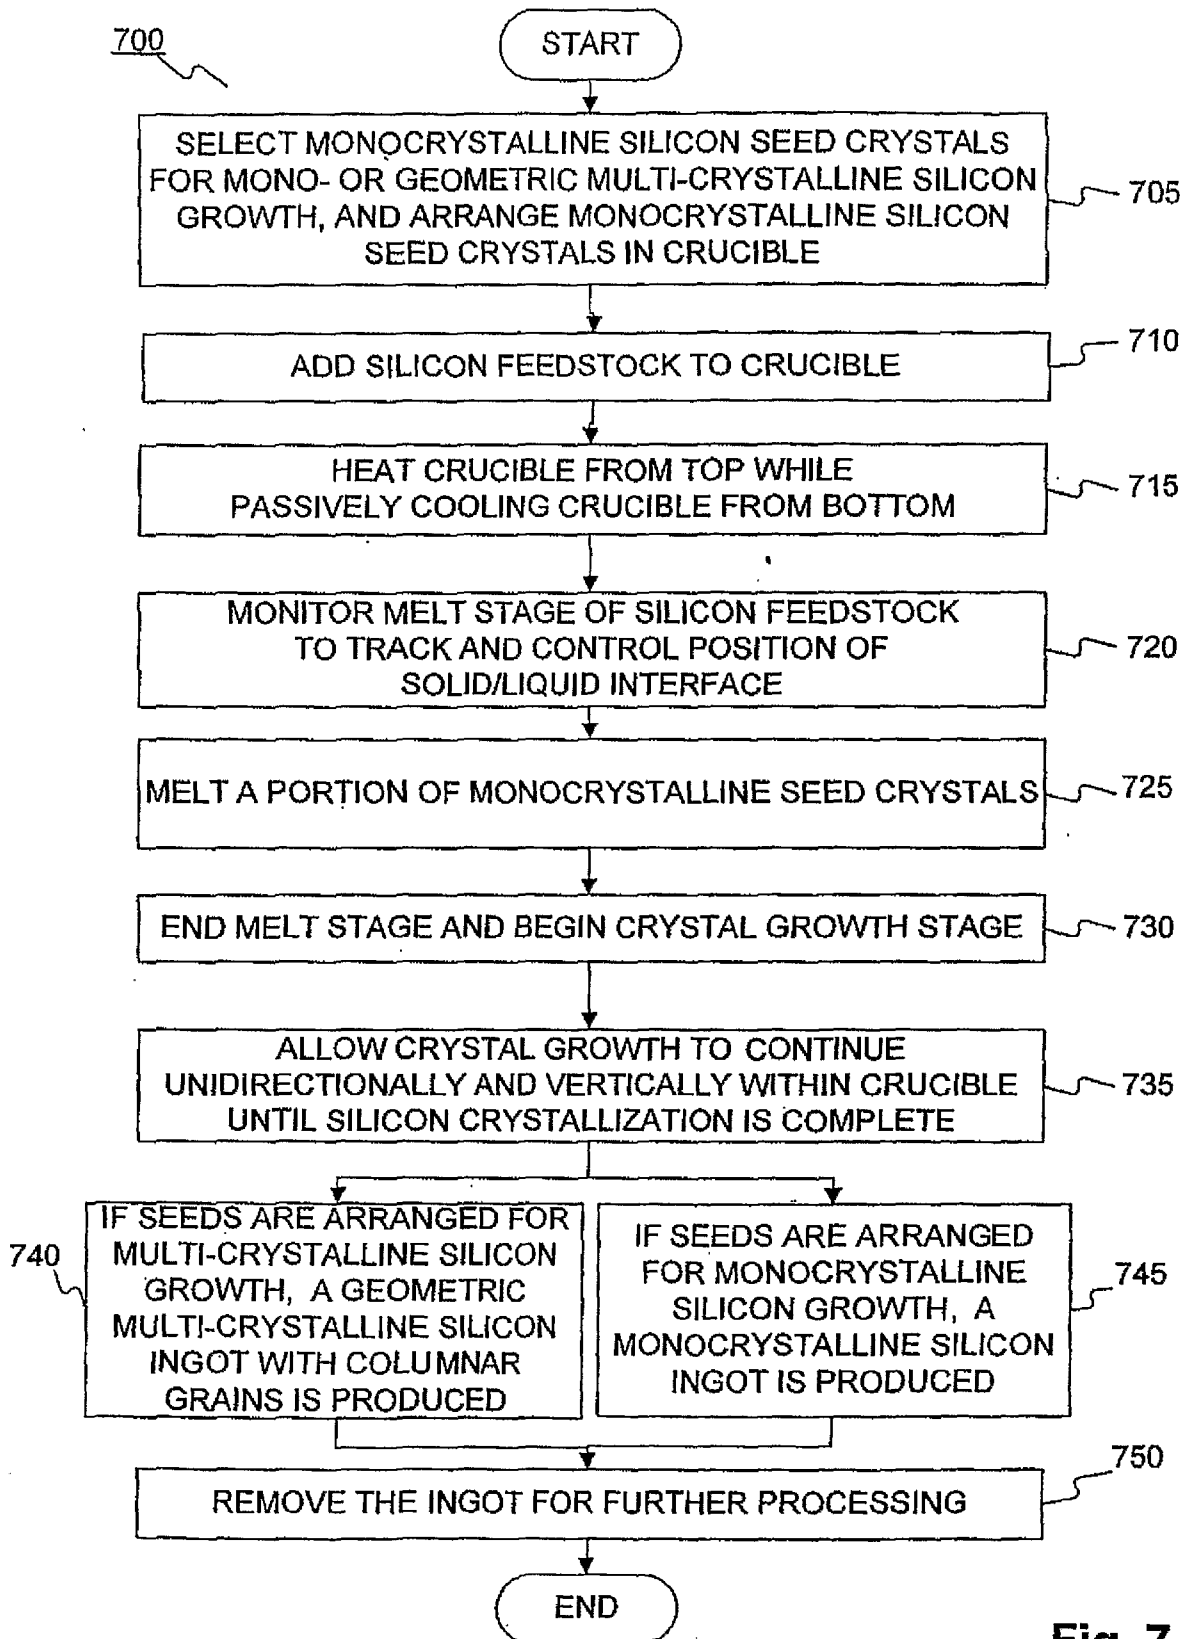 700
START
SELECT MONOCRYSTALLINE SILICON SEED CRYSTALS
FOR MONO- OR GEOMETRIC MULTI-CRYSTALLINE SILICON
GROWTH, AND ARRANGE MONOCRYSTALLINE SILICON
SEED CRYSTALS IN CRUCIBLE
705
ADD SILICON FEEDSTOCK TO CRUCIBLE
710
HEAT CRUCIBLE FROM TOP WHILE
PASSIVELY COOLING CRUCIBLE FROM BOTTOM
715
MONITOR MELT STAGE OF SILICON FEEDSTOCK
TO TRACK AND CONTROL POSITION OF
SOLID/LIQUID INTERFACE
720
MELT A PORTION OF MONOCRYSTALLINE SEED CRYSTALS
725
END MELT STAGE AND BEGIN CRYSTAL GROWTH STAGE
730
ALLOW CRYSTAL GROWTH TO CONTINUE
UNIDIRECTIONALLY AND VERTICALLY WITHIN CRUCIBLE
UNTIL SILICON CRYSTALLIZATION IS COMPLETE
735
740
IF SEEDS ARE ARRANGED FOR
MULTI-CRYSTALLINE SILICON
GROWTH, A GEOMETRIC
MULTI-CRYSTALLINE SILICON
INGOT WITH COLUMNAR
GRAINS IS PRODUCED
IF SEEDS ARE ARRANGED
FOR MONOCRYSTALLINE
SILICON GROWTH, A
MONOCRYSTALLINE SILICON
INGOT IS PRODUCED
745
REMOVE THE INGOT FOR FURTHER PROCESSING
750
END
Fig. 7